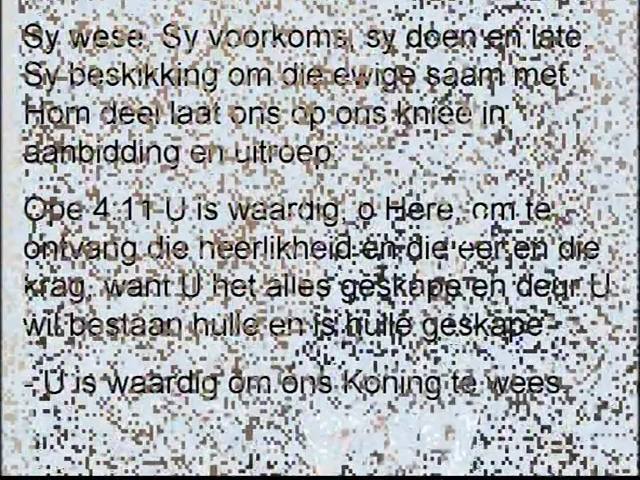 Sy wese, Sy voorkoms, sy doen en late
Sy beskikking om die ewige saam met
Hom deel laat ons op ons knieë in
aanbidding en uitroep:
Ope 4:11 U is waardig, o Here, om te
ontvang die heerlikheid en die eer en die
krag, want U het alles geskape en deur U
wil bestaan hulle en is hulle geskape
- U is waardig om ons Koning te wees